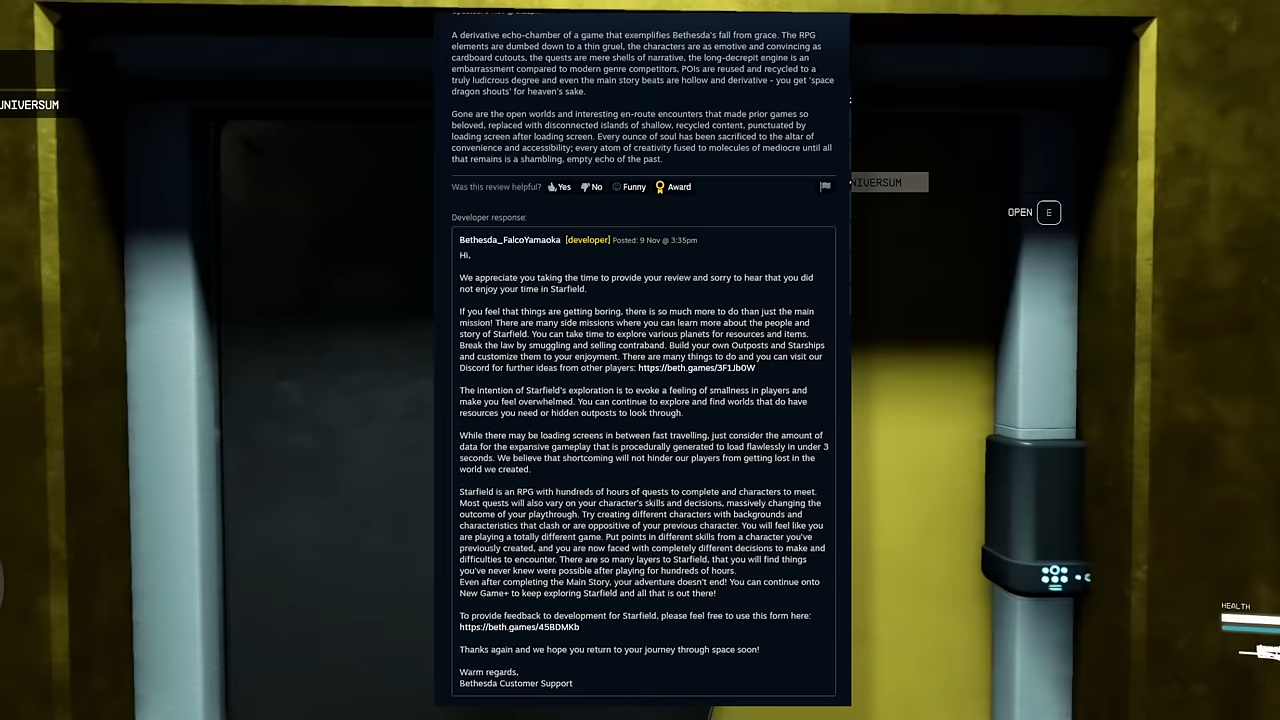 A derivative echo-chamber of a game that exemplifies Bethesda's fall from grace. The RPG
elements are dumbed down to a thin gruel, the characters are as emotive and convincing as
cardboard cutouts, the quests are mere shells of narrative, the long-decrepit engine is an
embarrassment compared to modern genre competitors, POIs are reused and recycled to a
truly ludicrous degree and even the main story beats are hollow and derivative - you get 'space
dragon shouts' for heaven's sake.
UNIVERSUM
Gone are the open worlds and interesting en-route encounters that made prior games so
beloved, replaced with disconnected islands of shallow, recycled content, punctuated by
loading screen after loading screen. Every ounce of soul has been sacrificed to the altar of
convenience and accessibility; every atom of creativity fused to molecules of mediocre until all
that remains is a shambling, empty echo of the past.
Was this review helpful? Yes No Funny Award
NIVERSUM
OPEN E
Developer response:
Bethesda_FalcoYamaoka [developer] Posted: 9 Nov @ 3:35pm
Hi,
We appreciate you taking the time to provide your review and sorry to hear that you did
not enjoy your time in Starfield.
If you feel that things are getting boring, there is so much more to do than just the main
mission! There are many side missions where you can learn more about the people and
story of Starfield. You can take time to explore various planets for resources and items.
Break the law by smuggling and selling contraband. Build your own Outposts and Starships
and customize them to your enjoyment. There are many things to do and you can visit our
Discord for further ideas from other players: https://beth.games/3F1Jb0W
The intention of Starfield's exploration is to evoke a feeling of smallness in players and
make you feel overwhelmed. You can continue to explore and find worlds that do have
resources you need or hidden outposts to look through.
While there may be loading screens in between fast travelling, just consider the amount of
data for the expansive gameplay that is procedurally generated to load flawlessly in under 3
seconds. We believe that shortcoming will not hinder our players from getting lost in the
world we created.
Starfield is an RPG with hundreds of hours of quests to complete and characters to meet.
Most quests will also vary on your character's skills and decisions, massively changing the
outcome of your playthrough. Try creating different characters with backgrounds and
characteristics that clash or are oppositive of your previous character. You will feel like you
are playing a totally different game. Put points in different skills from a character you've
previously created, and you are now faced with completely different decisions to make and
difficulties to encounter. There are so many layers to Starfield, that you will find things
you've never knew were possible after playing for hundreds of hours.
Even after completing the Main Story, your adventure doesn't end! You can continue onto
New Game+ to keep exploring Starfield and all that is out there!
HEALTH
To provide feedback to development for Starfield, please feel free to use this form here:
https://beth.games/45BDMKb
Thanks again and we hope you return to your journey through space soon!
Warm regards,
Bethesda Customer Support